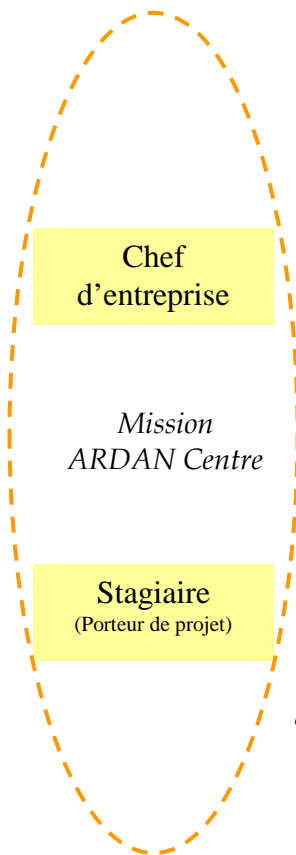 Chef
d’entreprise
Mission
ARDAN Centre
Stagiaire
(Porteur de projet)